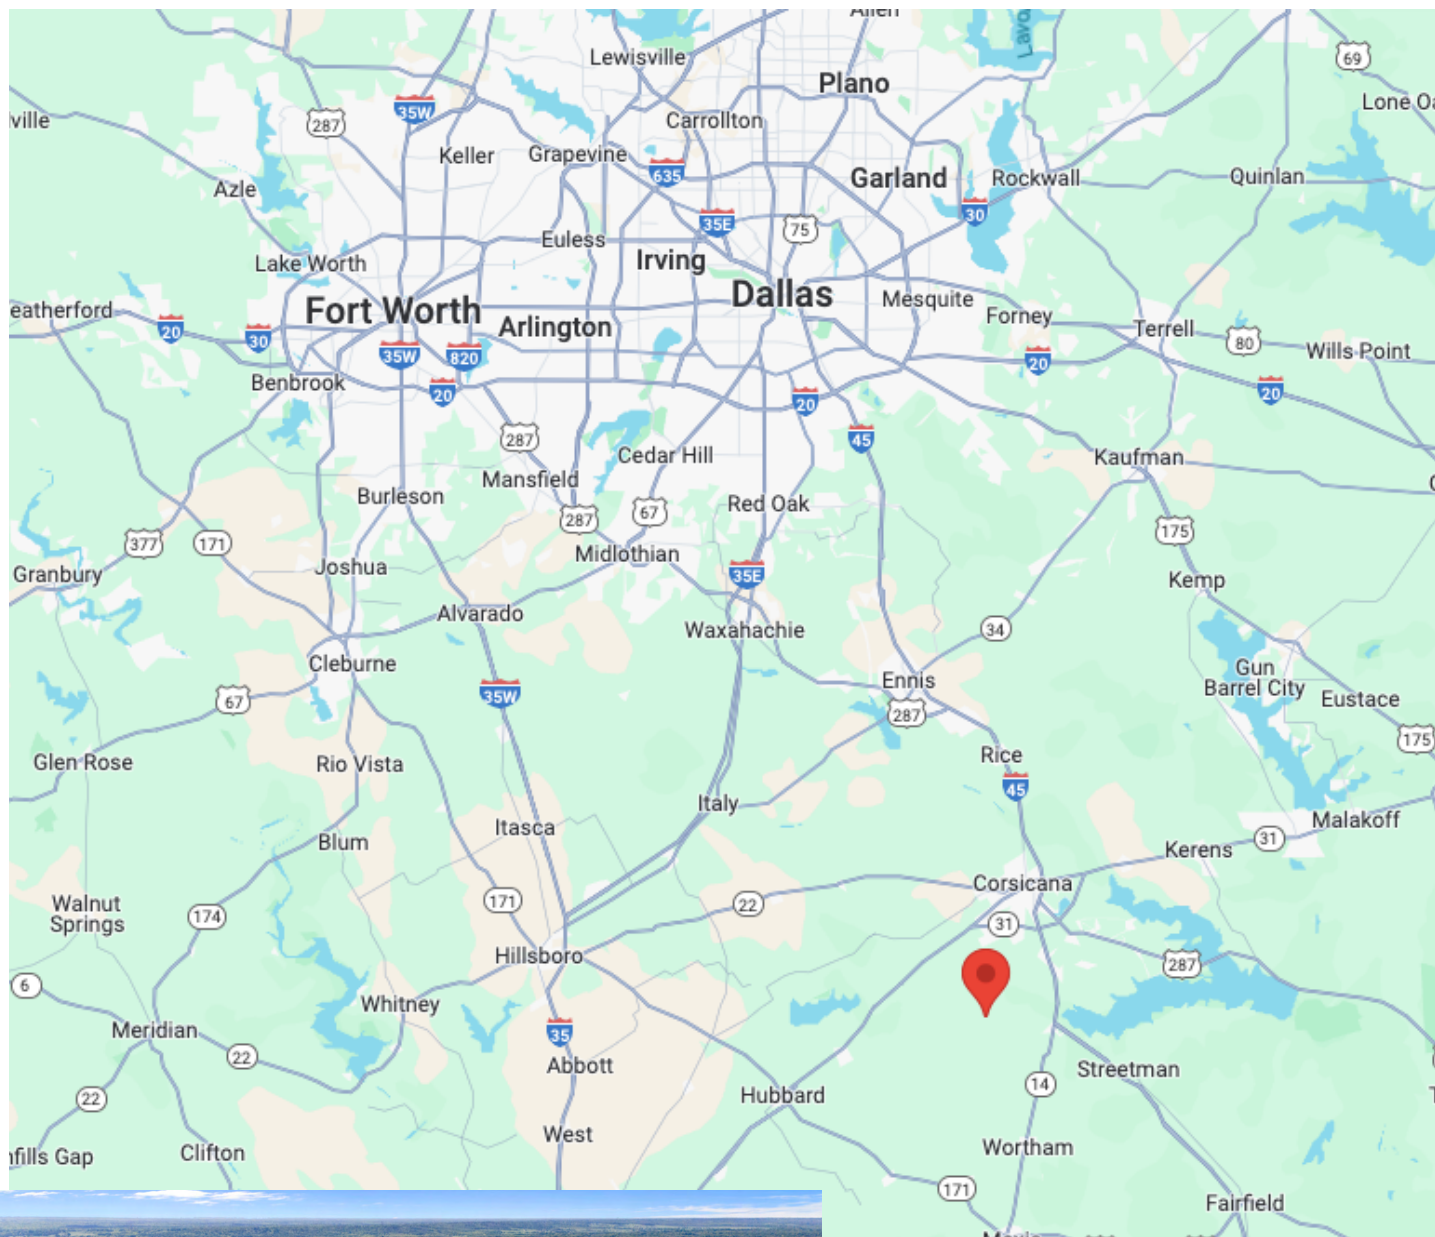 Allen
Lewisville
Plano
69
Lone Oa
Lavo
35W
287
Carrollton
ville
Keller
Grapevine
635
Garland
Rockwall
Quinlan
Azle
30
35E
75
Euless
Irving
Lake Worth
Dallas
Mesquite
eatherford
Fort Worth
Arlington
Forney
Terrell
20
30
35W
820
20
80
Wills Point
Benbrook
20
20
20
287
45
Cedar Hill
Kaufman
Mansfield
Burleson
Red Oak
287
67
175
377
171
Midlothian
Granbury
Joshua
35E
Kemp
Alvarado
Waxahachie
34
Cleburne
Gun
Barrel City
Ennis
35W
67
287
Eustace
175
Glen Rose
Rio Vista
Rice
45
Italy
Malakoff
Itasca
31
Blum
Kerens
Corsicana
Walnut
Springs
171
22
174
31
Hillsboro
287
6
Whitney
Meridian
35
22
Abbott
Streetman
14
Hubbard
22
West
Wortham
nfills Gap
Clifton
171
Fairfield